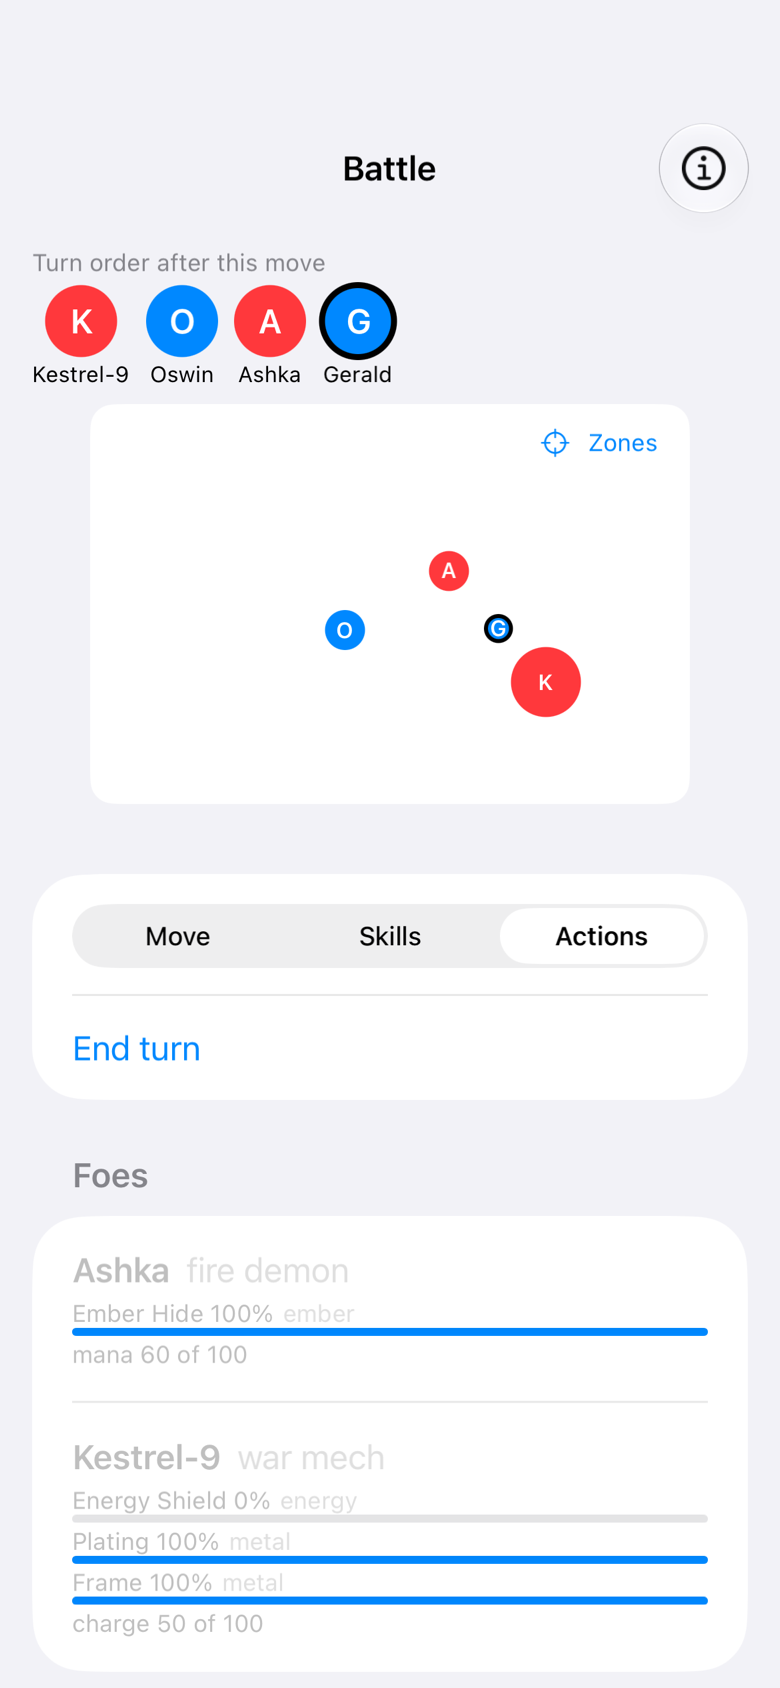 Battle
Turn order after this move
K O A G
Kestrel-9 Oswin Ashka Gerald
Zones
A
O
G
K
Move Skills Actions
End turn
Foes
Ashka fire demon
Ember Hide 100% ember
mana 60 of 100
Kestrel-9 war mech
Energy Shield 0% energy
Plating 100% metal
Frame 100% metal
charge 50 of 100